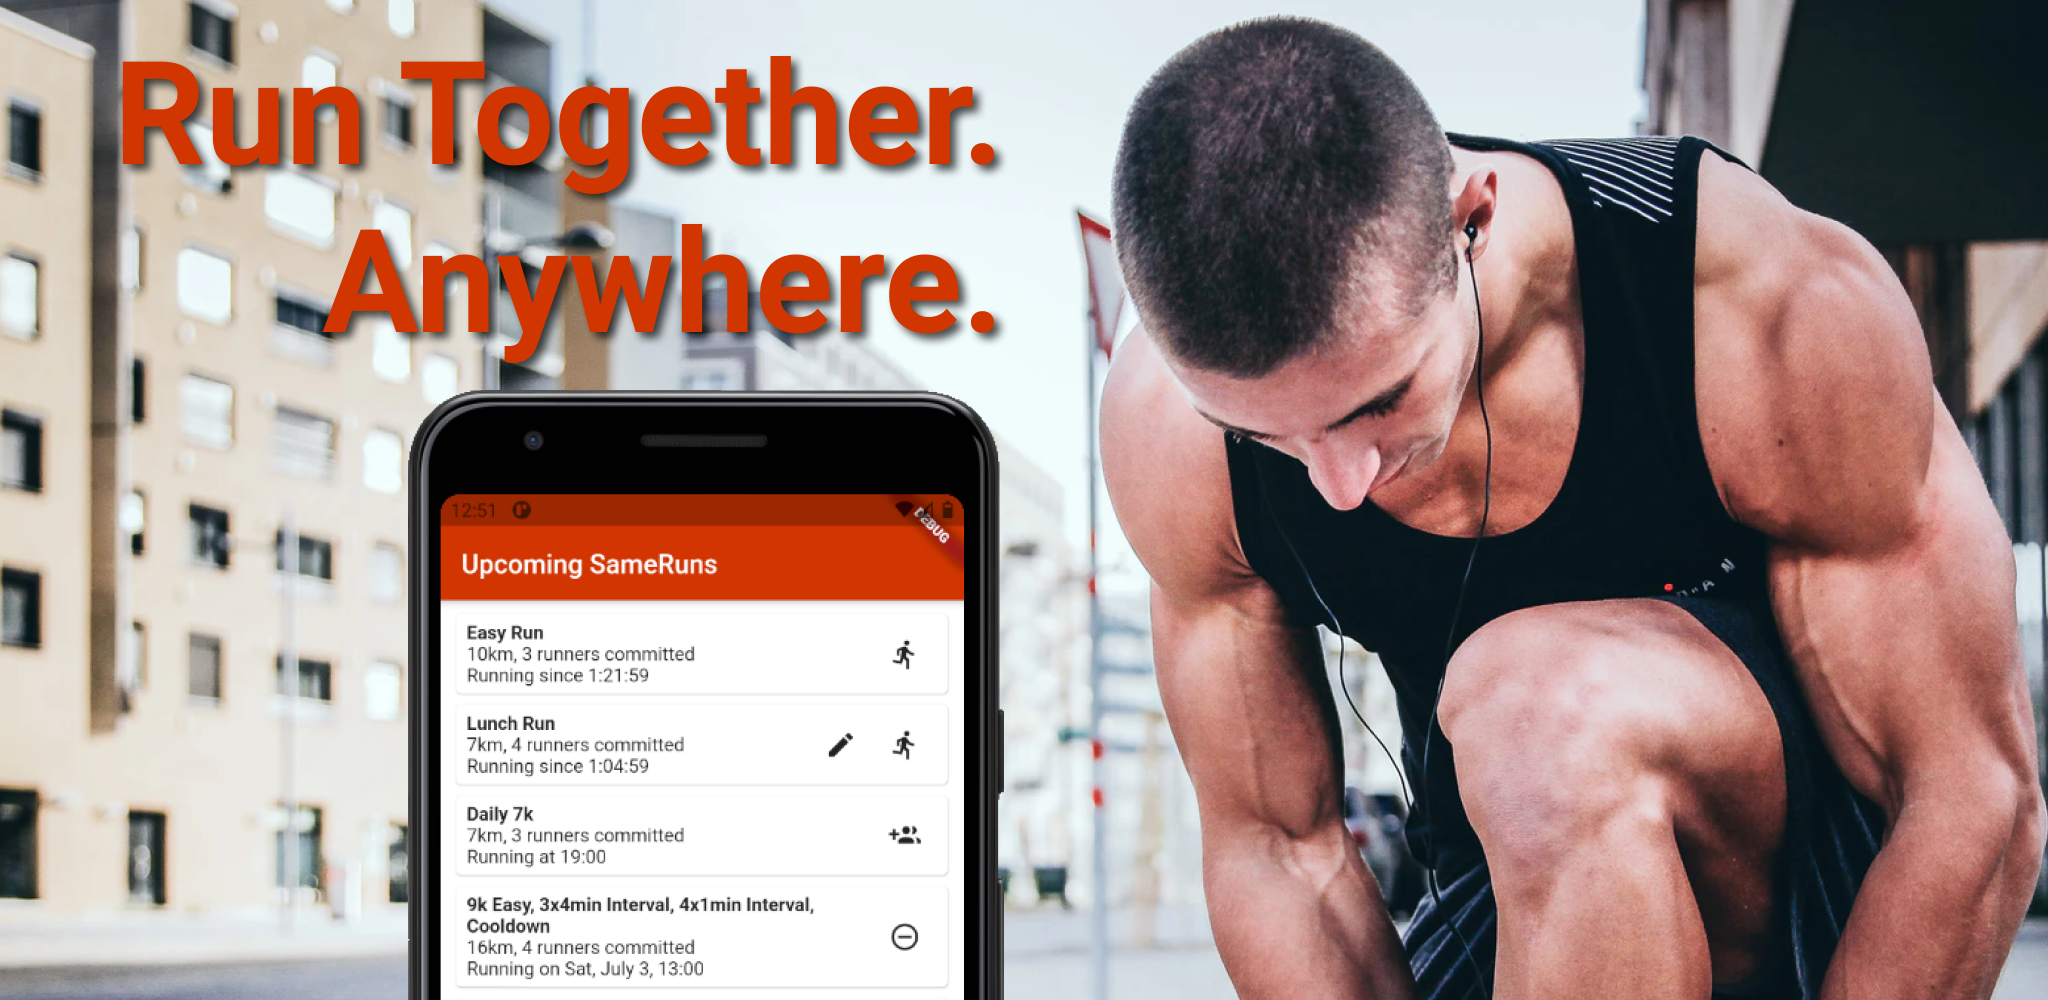 Run Together.
Anywhere.
12:51
DEBUG
Upcoming SameRuns
Easy Run
10km, 3 runners committed
Running since 1:21:59
Lunch Run
7km, 4 runners committed
Running since 1:04:59
Daily 7k
7km, 3 runners committed
Running at 19:00
9k Easy, 3x4min Interval, 4x1min Interval,
Cooldown
16km, 4 runners committed
Running on Sat, July 3, 13:00